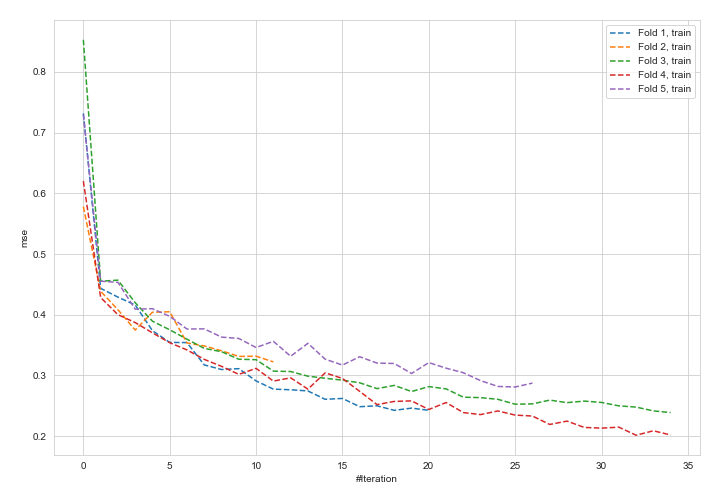 Fold 1, train
Fold 2, train
Fold 3, train
Fold 4, train
Fold 5, train
0.8
0.7
0.6
0.5
0.4
0.3
0.2
mse
0 5 10 15 20 25 30 35
#Iteration